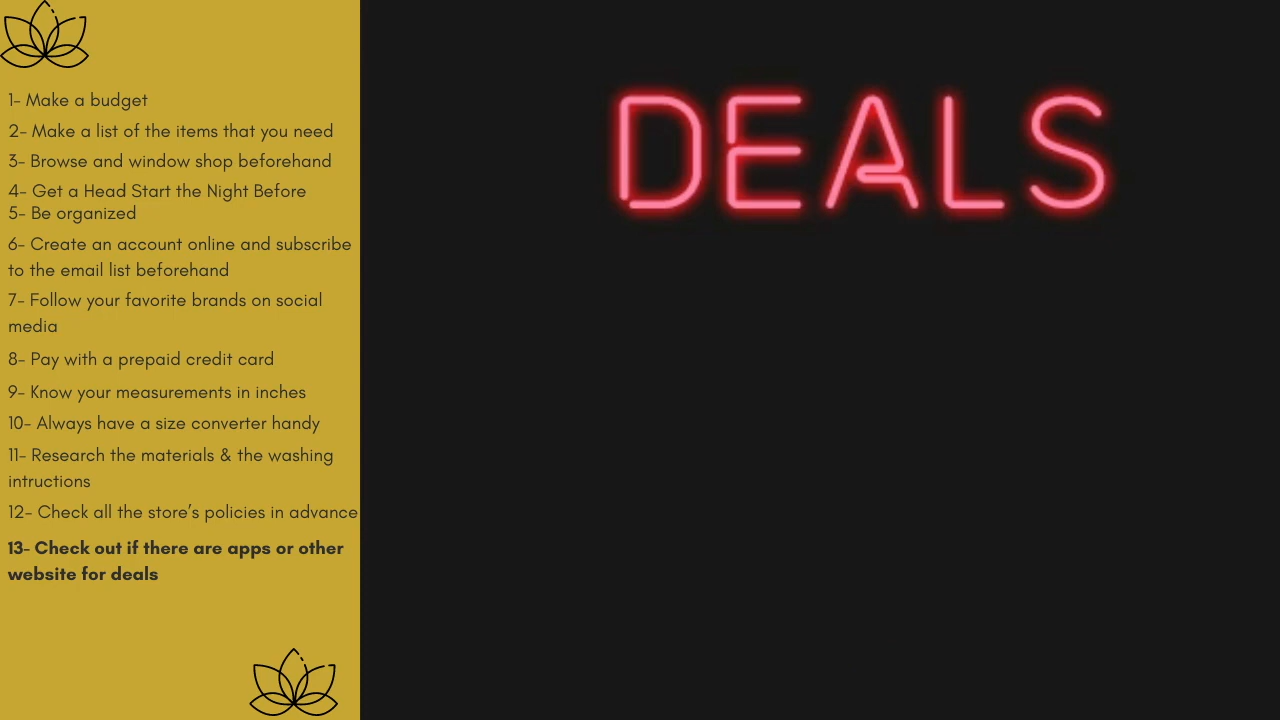 1- Make a budget
2- Make a list of the items that you need
3- Browse and window shop beforehand
4- Get a Head Start the Night Before
5- Be organized
6- Create an account online and subscribe
to the email list beforehand
7- Follow your favorite brands on social
media
8- Pay with a prepaid credit card
9- Know your measurements in inches
10- Always have a size converter handy
11- Research the materials & the washing
intructions
12- Check all the store’s policies in advance
13- Check out if there are apps or other
website for deals
DEALS